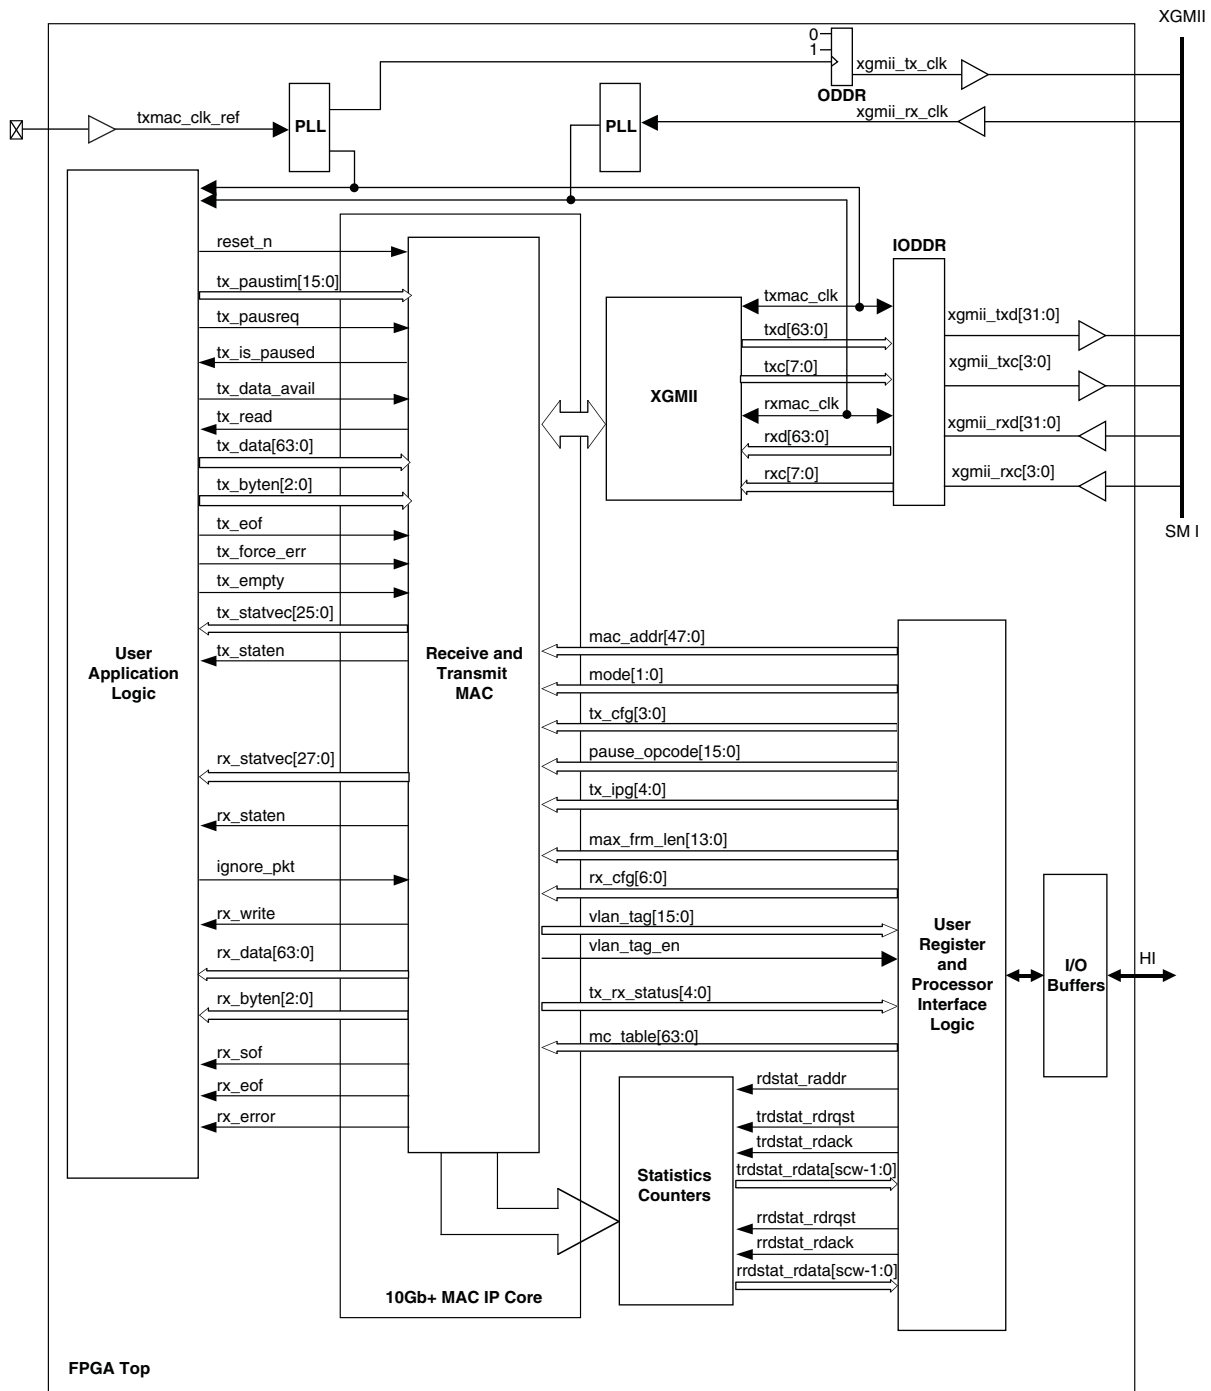 XGMII
0
1
xgmii_tx_clk
ODDR
txmac_clk_ref
PLL
PLL
xgmii_rx_clk
reset_n
tx_paustim[15:0]
tx_pausreq
tx_is_paused
tx_data_avail
tx_read
tx_data[63:0]
tx_byten[2:0]
tx_eof
tx_force_err
tx_empty
tx_statvec[25:0]
tx_staten
User
Application
Logic
rx_statvec[27:0]
rx_staten
ignore_pkt
rx_write
rx_data[63:0]
rx_byten[2:0]
rx_sof
rx_eof
rx_error
Receive and
Transmit
MAC
10Gb+ MAC IP Core
XGMII
IODDR
txmac_clk
txd[63:0]
txc[7:0]
rxmac_clk
rxd[63:0]
rxc[7:0]
xgmii_txd[31:0]
xgmii_txc[3:0]
xgmii_rxd[31:0]
xgmii_rxc[3:0]
SM I
mac_addr[47:0]
mode[1:0]
tx_cfg[3:0]
pause_opcode[15:0]
tx_ipg[4:0]
max_frm_len[13:0]
rx_cfg[6:0]
vlan_tag[15:0]
vlan_tag_en
tx_rx_status[4:0]
mc_table[63:0]
User
Register
and
Processor
Interface
Logic
I/O
Buffers
HI
Statistics
Counters
rdstat_raddr
trdstat_rdrqst
trdstat_rdack
trdstat_rdata[scw-1:0]
rrdstat_rdrqst
rrdstat_rdack
rrdstat_rdata[scw-1:0]
FPGA Top